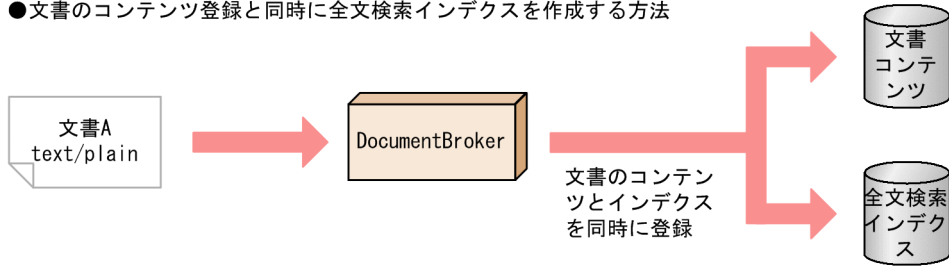 ●文書のコンテンツ登録と同時に全文検索インデクスを作成する方法
文書A
text/plain
DocumentBroker
文書のコンテン
ツとインデクス
を同時に登録
文書
コンテ
ンツ
全文検索
インデク
ス